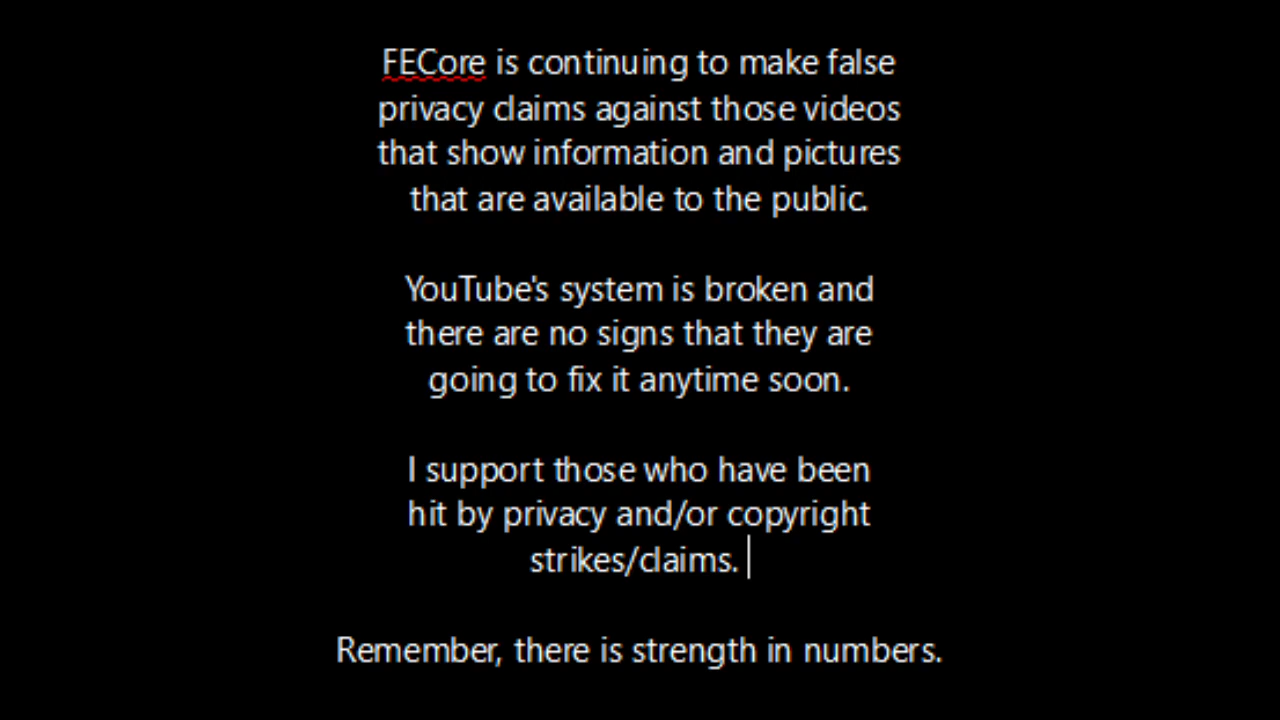 FECore is continuing to make false
privacy claims against those videos
that show information and pictures
that are available to the public.
YouTube's system is broken and
there are no signs that they are
going to fix it anytime soon.
I support those who have been
hit by privacy and/or copyright
strikes/claims.
Remember, there is strength in numbers.